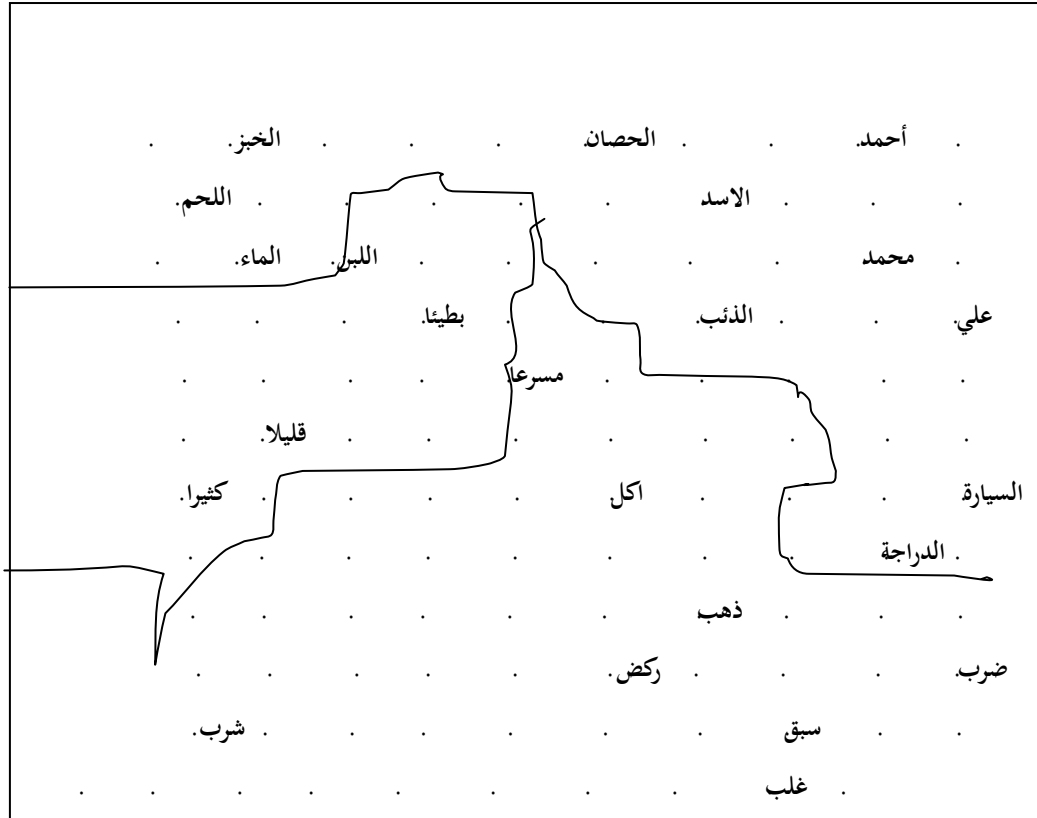 أحمد الحصان الخبز
الاسد اللحم
محمد اللبن الماء
علي الذئب بطيئا
مسرعا
قليلا
السيارة اكل كثيرا
الدراجة
ذهب
ضرب ركض
سبق شرب
غلب